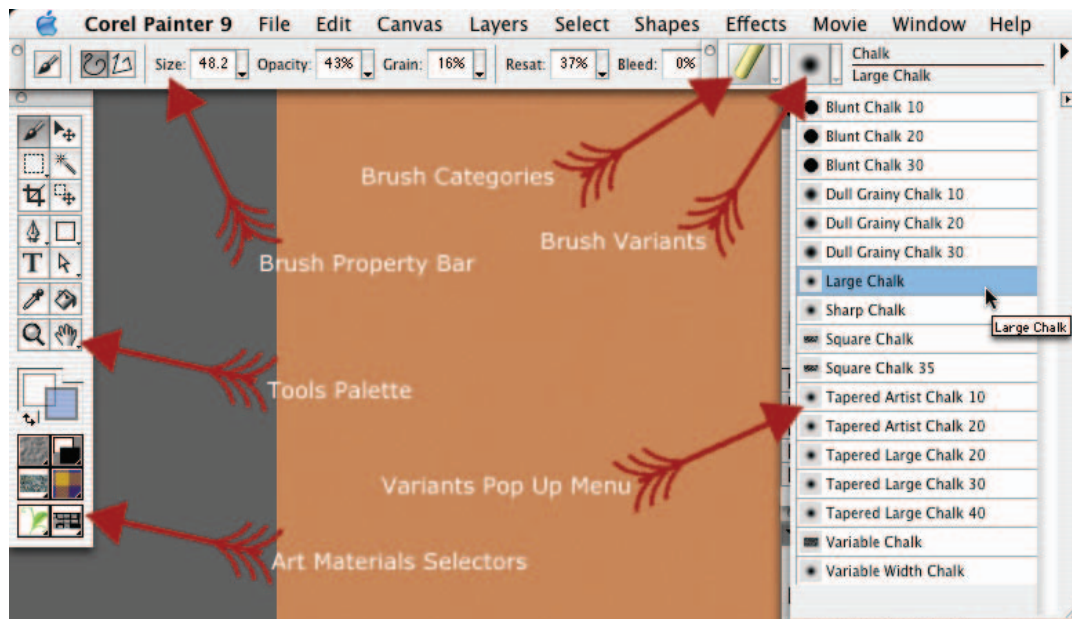 Corel Painter 9 File Edit Canvas Layers Select Shapes Effects Movie Window Help
Size: 48.2 Opacity: 43% Grain: 16% Resat: 37% Bleed: 0%
Chalk
Large Chalk
Blunt Chalk 10
Blunt Chalk 20
Blunt Chalk 30
Dull Grainy Chalk 10
Dull Grainy Chalk 20
Dull Grainy Chalk 30
Large Chalk
Large Chalk
Sharp Chalk
Square Chalk
Square Chalk 35
Tapered Artist Chalk 10
Tapered Artist Chalk 20
Tapered Large Chalk 20
Tapered Large Chalk 30
Tapered Large Chalk 40
Variable Chalk
Variable Width Chalk
Brush Categories
Brush Variants
Brush Property Bar
T
Tools Palette
Variants Pop Up Menu
Art Materials Selectors